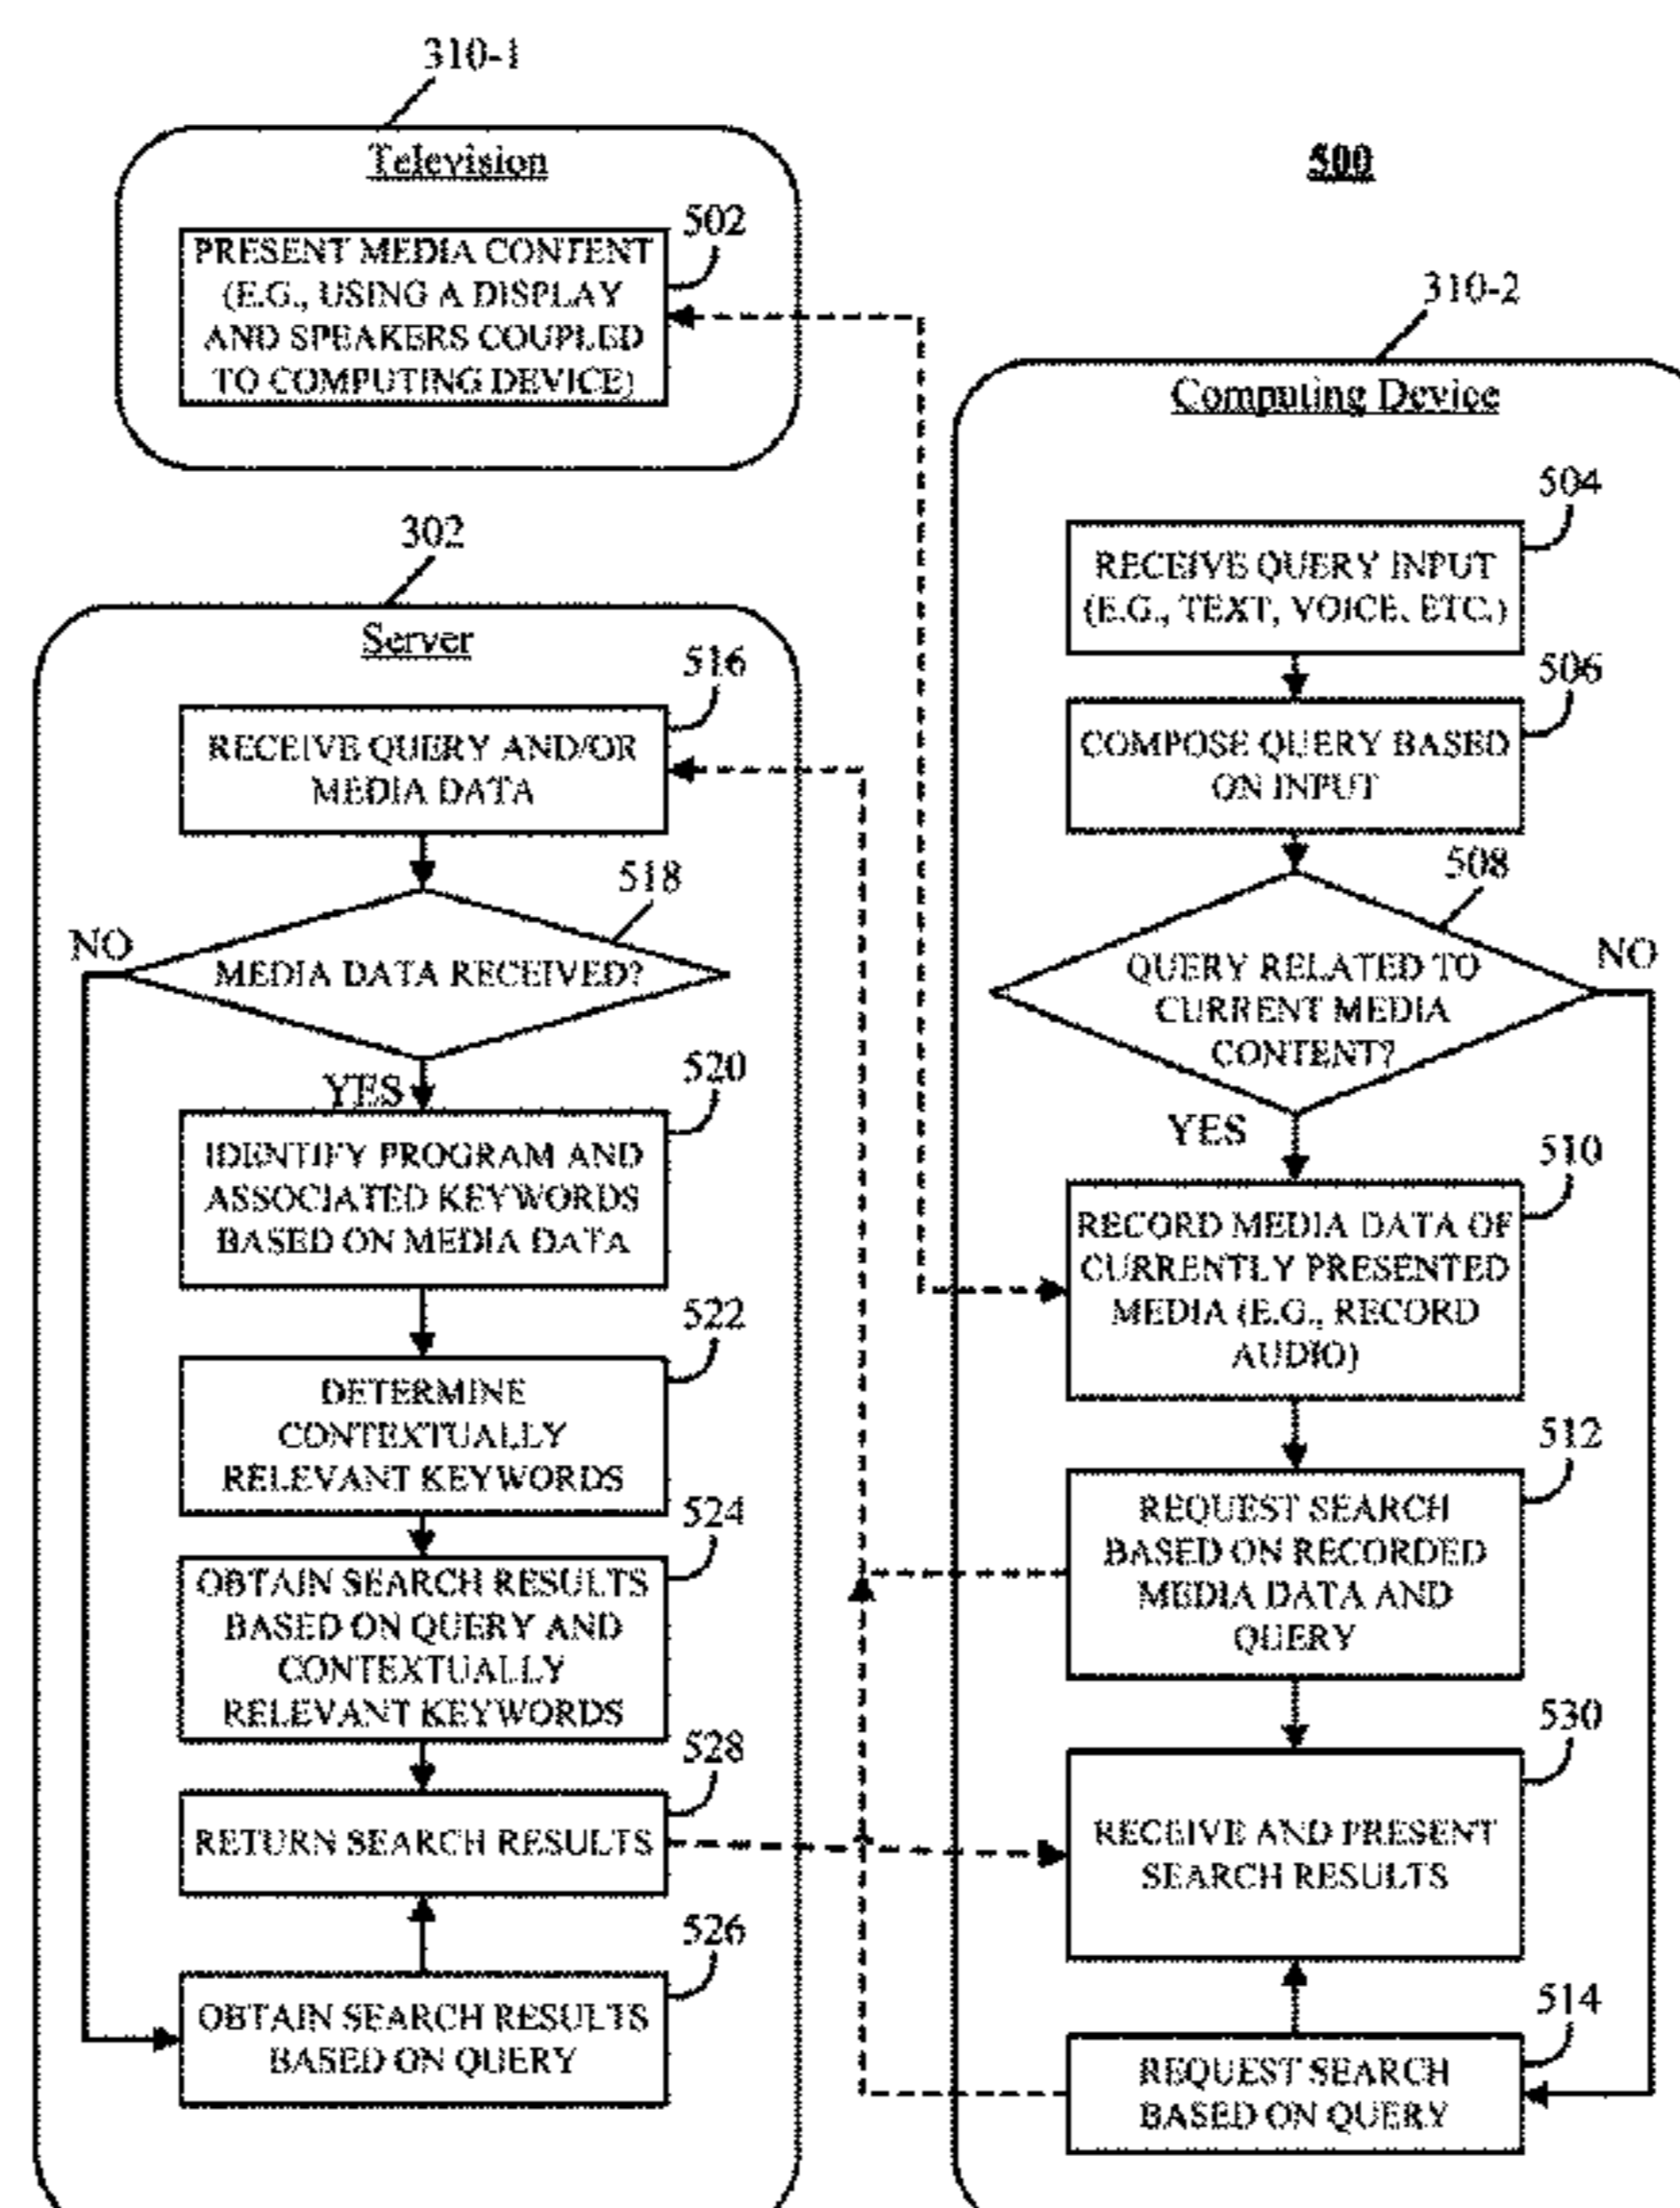 310-1
Television
502
PRESENT MEDIA CONTENT
(E.G., USING A DISPLAY
AND SPEAKERS COUPLED
TO COMPUTING DEVICE)
500
302
Server
516
RECEIVE QUERY AND/OR
MEDIA DATA
518
NO
MEDIA DATA RECEIVED?
YES
520
IDENTIFY PROGRAM AND
ASSOCIATED KEYWORDS
BASED ON MEDIA DATA
522
DETERMINE
CONTEXTUALLY
RELEVANT KEYWORDS
524
OBTAIN SEARCH RESULTS
BASED ON QUERY AND
CONTEXTUALLY
RELEVANT KEYWORDS
528
RETURN SEARCH RESULTS
526
OBTAIN SEARCH RESULTS
BASED ON QUERY
310-2
Computing Device
504
RECEIVE QUERY INPUT
(E.G., TEXT, VOICE, ETC.)
506
COMPOSE QUERY BASED
ON INPUT
508
NO
QUERY RELATED TO
CURRENT MEDIA
CONTENT?
YES
510
RECORD MEDIA DATA OF
CURRENTLY PRESENTED
MEDIA (E.G., RECORD
AUDIO)
512
REQUEST SEARCH
BASED ON RECORDED
MEDIA DATA AND
QUERY
530
RECEIVE AND PRESENT
SEARCH RESULTS
514
REQUEST SEARCH
BASED ON QUERY